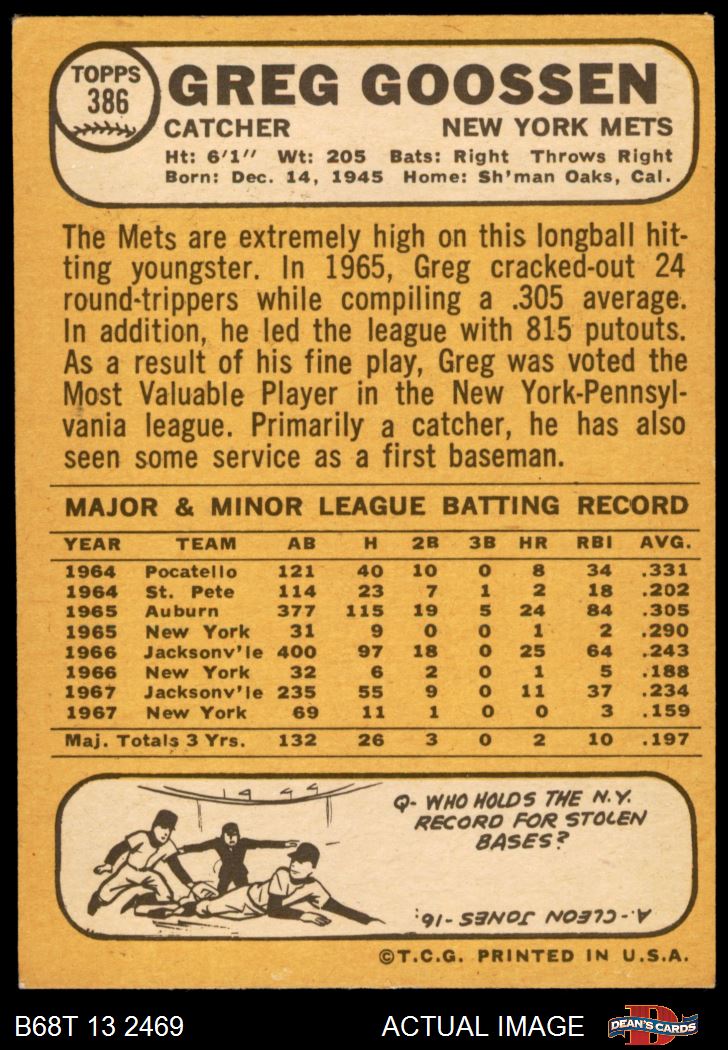 TOPPS
386
GREG GOOSSEN
CATCHER NEW YORK METS
Ht: 6'1" Wt: 205 Bats: Right Throws Right
Born: Dec. 14, 1945 Home: Sh'man Oaks, Cal.
The Mets are extremely high on this longball hit-
ting youngster. In 1965, Greg cracked-out 24
round-trippers while compiling a .305 average.
In addition, he led the league with 815 putouts.
As a result of his fine play, Greg was voted the
Most Valuable Player in the New York-Pennsyl-
vania league. Primarily a catcher, he has also
seen some service as a first baseman.
MAJOR & MINOR LEAGUE BATTING RECORD
YEAR TEAM AB H 2B 3B HR RBI AVG.
1964 Pocatello 121 40 10 0 8 34 .331
1964 St. Pete 114 23 7 1 2 18 .202
1965 Auburn 377 115 19 5 24 84 .305
1965 New York 31 9 0 0 1 2 .290
1966 Jacksonv'le 400 97 18 0 25 64 .243
1966 New York 32 6 2 0 1 5 .188
1967 Jacksonv'le 235 55 9 0 11 37 .234
1967 New York 69 11 1 0 0 3 .159
Maj. Totals 3 Yrs. 132 26 3 0 2 10 .197
Q- WHO HOLDS THE N.Y.
RECORD FOR STOLEN
BASES?
A.- CLEON JONES -16.
©T.C.G. PRINTED IN U.S.A.
B68T 13 2469 ACTUAL IMAGE
D
DEAN'S CARDS